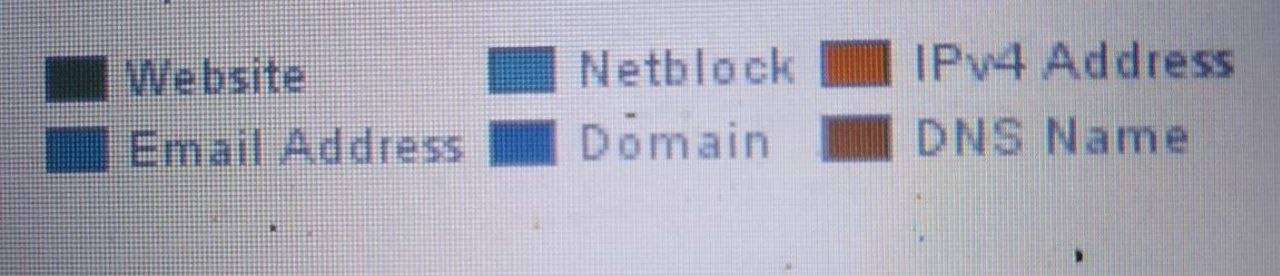 Website Netblock IPv4 Address
Email Address Domain DNS Name